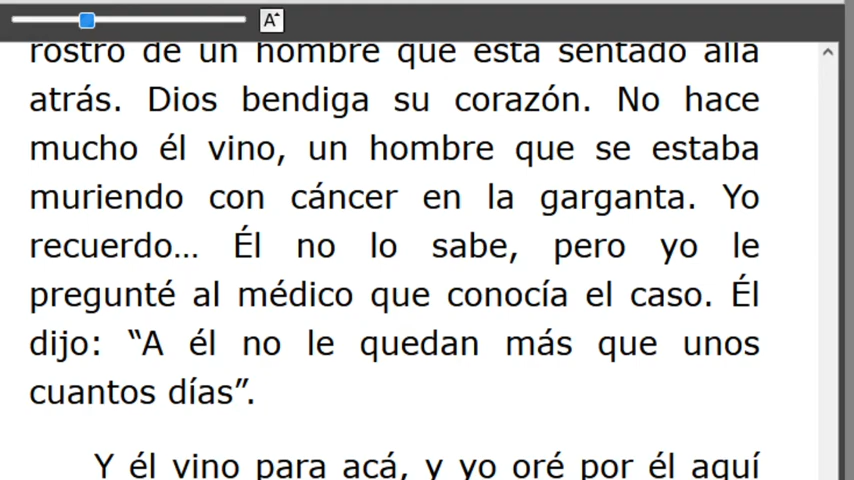 A
rostro de un hombre que está sentado allá
atrás. Dios bendiga su corazón. No hace
mucho él vino, un hombre que se estaba
muriendo con cáncer en la garganta. Yo
recuerdo… Él no lo sabe, pero yo le
pregunté al médico que conocía el caso. Él
dijo: “A él no le quedan más que unos
cuantos días”.
Y él vino para acá, y yo oré por él aquí